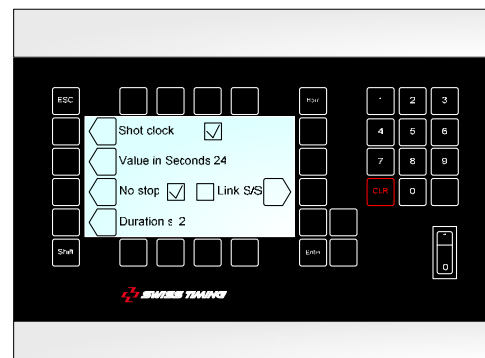 ESC
1 2 3
Shot clock
4 5 6
Value in Seconds 24
7 8 9
No stop Link S/S
CLR 0
Duration s 2
Shift
Enter
0
SWISS TIMING